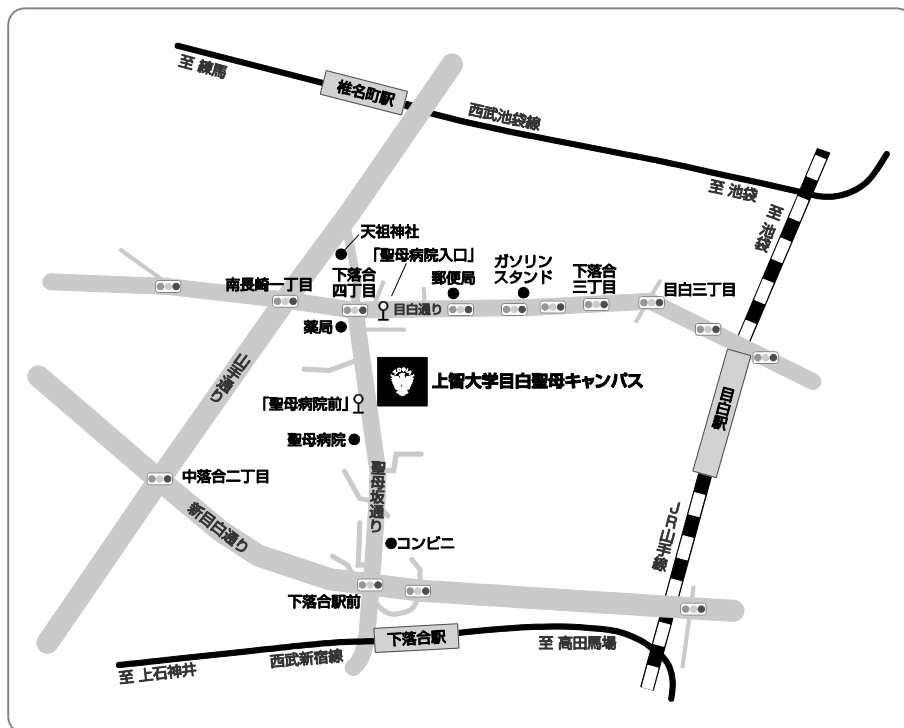 至 練馬
椎名町駅
西武池袋線
至 池袋
至 池袋
天祖神社
「聖母病院入口」
下落合
四丁目
郵便局
ガソリン
スタンド
下落合
三丁目
南長崎一丁目
目白三丁目
目白通り
薬局
山手通り
上智大学目白聖母キャンパス
「聖母病院前」
目白駅
聖母病院
中落合二丁目
聖母坂通り
新目白通り
JR山手線
コンビニ
下落合駅前
下落合駅
至 高田馬場
西武新宿線
至 上石神井